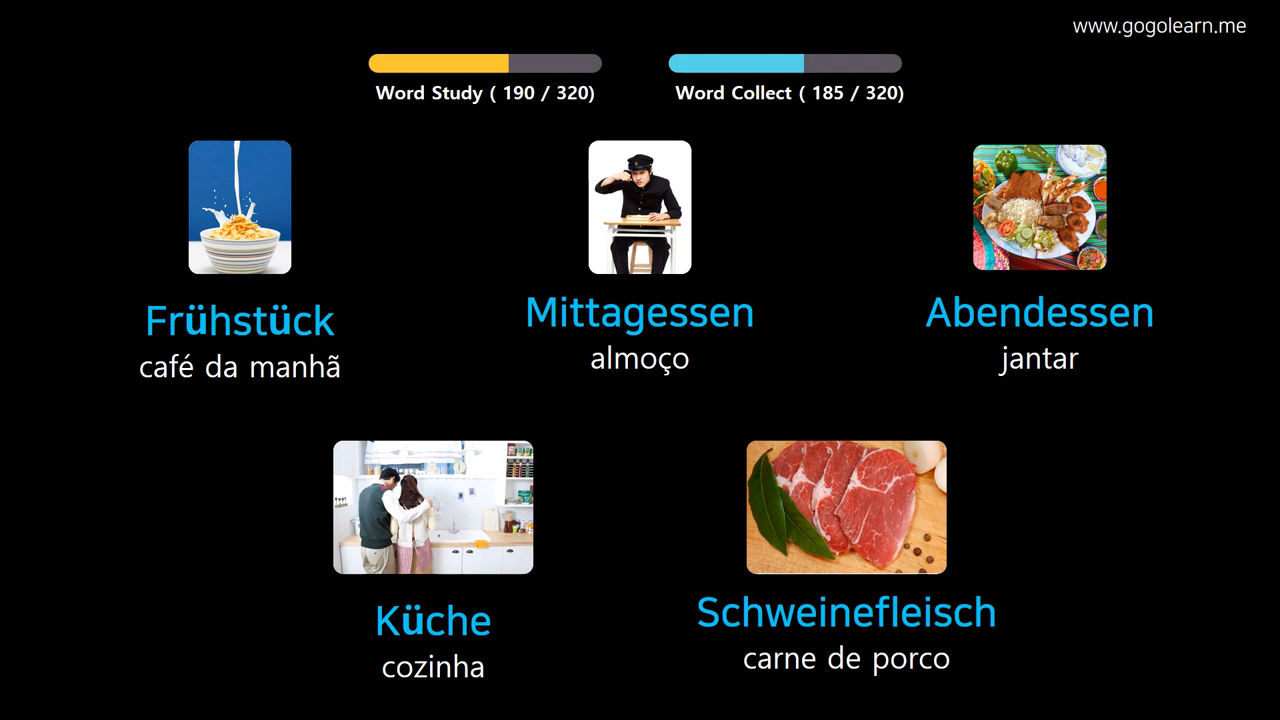 www.gogolearn.me
Word Study ( 190 / 320)
Word Collect ( 185 / 320)
Frühstück
café da manhã
Mittagessen
almoço
Abendessen
jantar
Küche
cozinha
Schweinefleisch
carne de porco